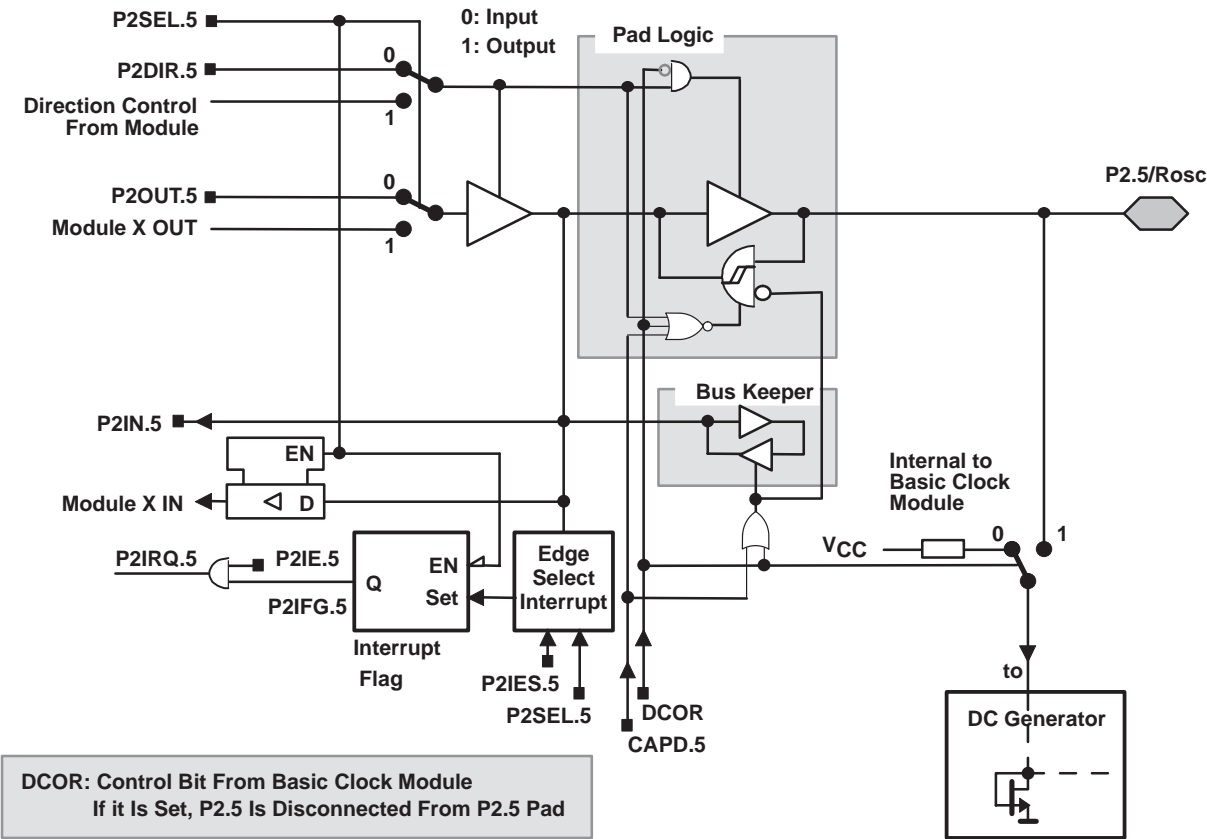 P2SEL.5
0: Input
1: Output
Pad Logic
P2DIR.5
0
Direction Control
From Module
1
P2OUT.5
0
Module X OUT
1
P2.5/Rosc
P2IN.5
Bus Keeper
EN
Module X IN
D
Internal to
Basic Clock
Module
VCC
0
1
P2IRQ.5
P2IE.5
P2IFG.5
Q
EN
Set
Edge
Select
Interrupt
Interrupt
Flag
P2IES.5
P2SEL.5
DCOR
CAPD.5
to
DC Generator
DCOR: Control Bit From Basic Clock Module
If it Is Set, P2.5 Is Disconnected From P2.5 Pad